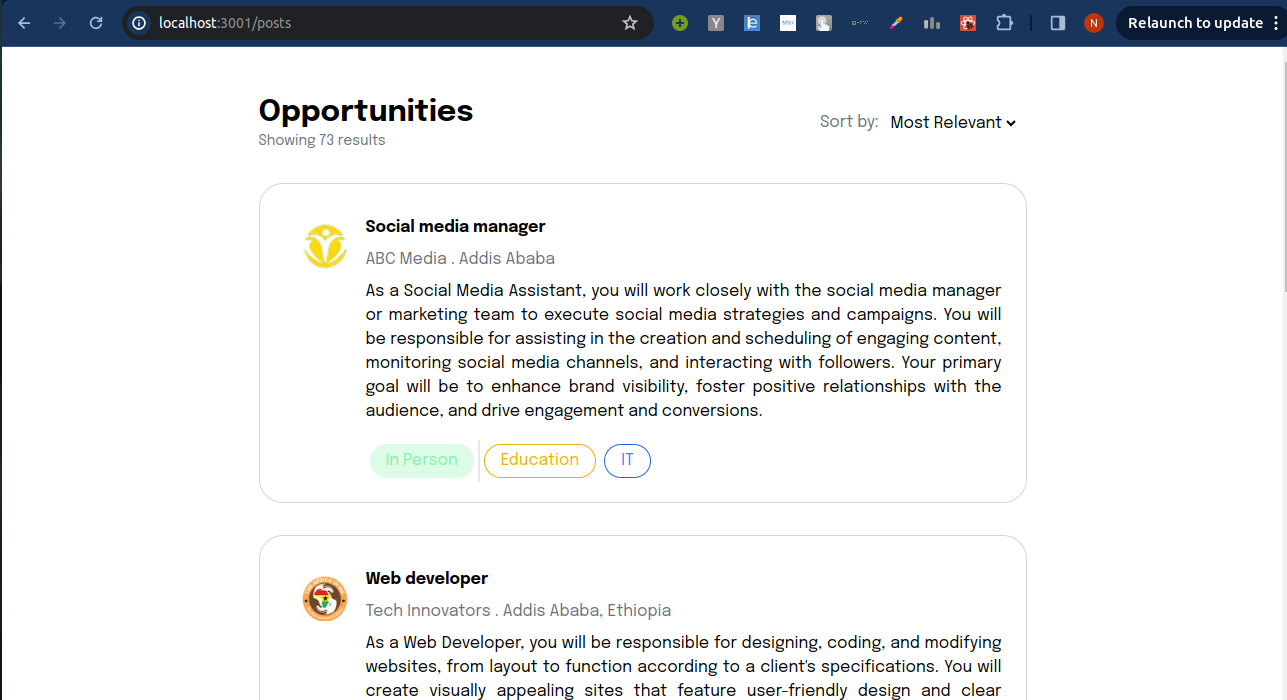 localhost:3001/posts
Y
N
Relaunch to update
Opportunities
Showing 73 results
Sort by: Most Relevant
Social media manager
ABC Media . Addis Ababa
As a Social Media Assistant, you will work closely with the social media manager
or marketing team to execute social media strategies and campaigns. You will
be responsible for assisting in the creation and scheduling of engaging content,
monitoring social media channels, and interacting with followers. Your primary
goal will be to enhance brand visibility, foster positive relationships with the
audience, and drive engagement and conversions.
In Person
Education
IT
Web developer
Tech Innovators . Addis Ababa, Ethiopia
As a Web Developer, you will be responsible for designing, coding, and modifying
websites, from layout to function according to a client's specifications. You will
create visually appealing sites that feature user-friendly design and clear